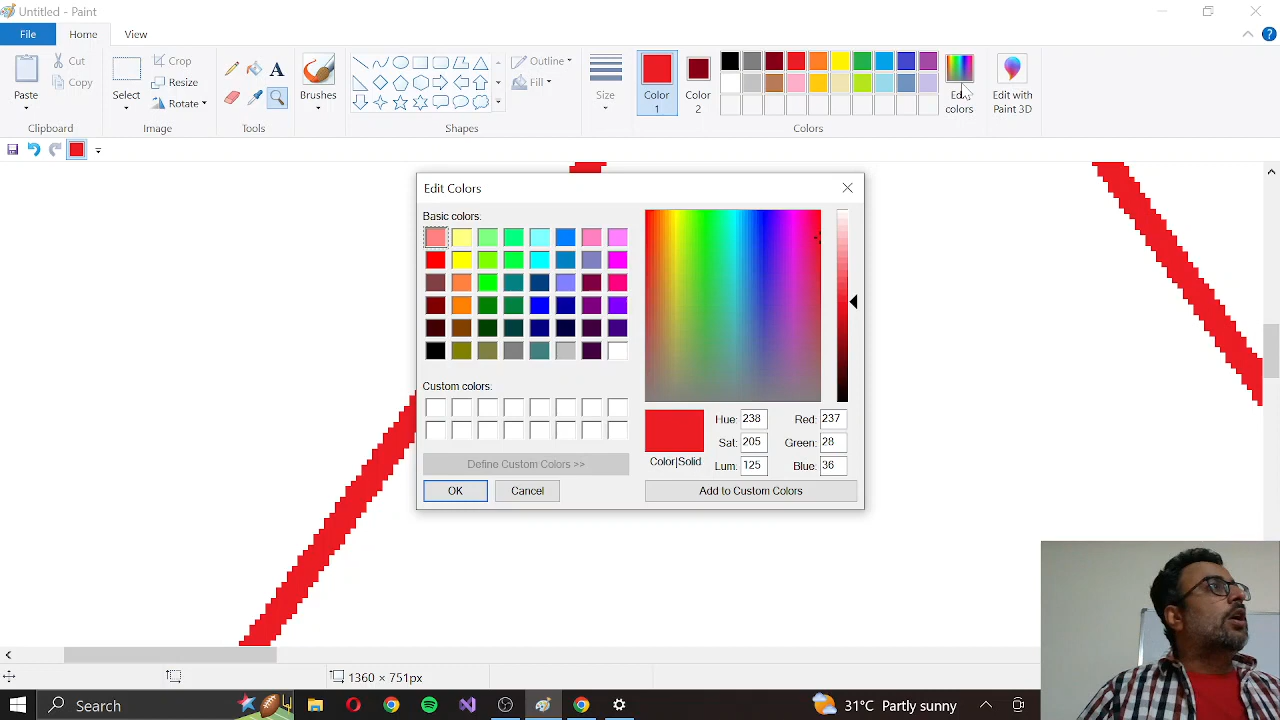 Untitled - Paint
File Home View
Paste
Cut
Copy
Clipboard
Select
Crop
Resize
Rotate
Image
A
Tools
Brushes
Outline
Fill
Shapes
Size
Color 1
Color 2
Colors
Edit colors
Edit with Paint 3D
Edit Colors
Basic colors:
Custom colors:
Define Custom Colors >>
OK Cancel
Color|Solid
Hue: 238 Red: 237
Sat: 205 Green: 28
Lum: 125 Blue: 36
Add to Custom Colors
1360 × 751px
Search
31°C Partly sunny